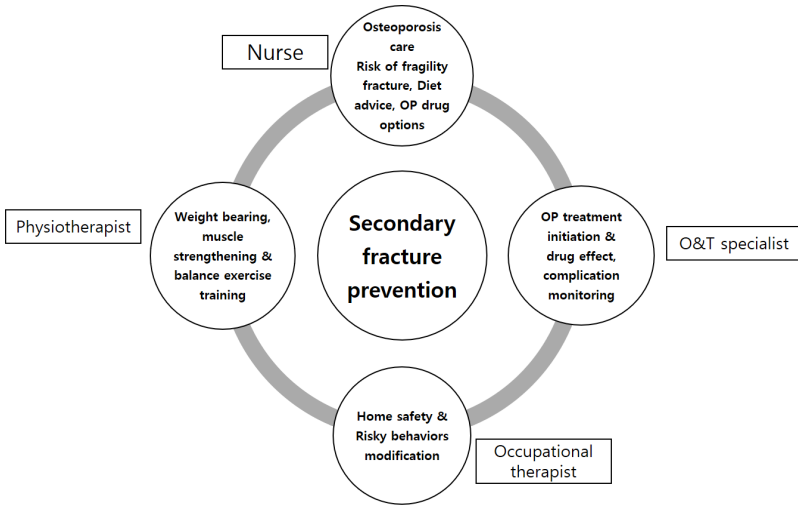 Nurse
Osteoporosis
care
Risk of fragility
fracture, Diet
advice, OP drug
options
Physiotherapist
Weight bearing,
muscle
strengthening &
balance exercise
training
Secondary
fracture
prevention
OP treatment
initiation &
drug effect,
complication
monitoring
O&T specialist
Home safety &
Risky behaviors
modification
Occupational
therapist